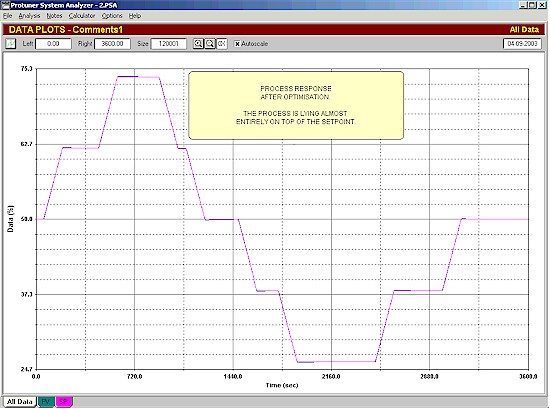 Protuner System Analyzer - 2.PSA
File Analysis Notes Calculator Options Help
DATA PLOTS - Comments1 All Data
Left 0.00 Right 3600.00 Size 120001 Autoscale 04-09-2003
75.3
PROCESS RESPONSE
AFTER OPTIMISATION.
THE PROCESS IS LYING ALMOST
ENTIRELY ON TOP OF THE SETPOINT.
62.7
50.0
Data (%)
37.3
24.7
0.0 720.0 1440.0 2160.0 2880.0 3600.0
Time (sec)
All Data PV SP